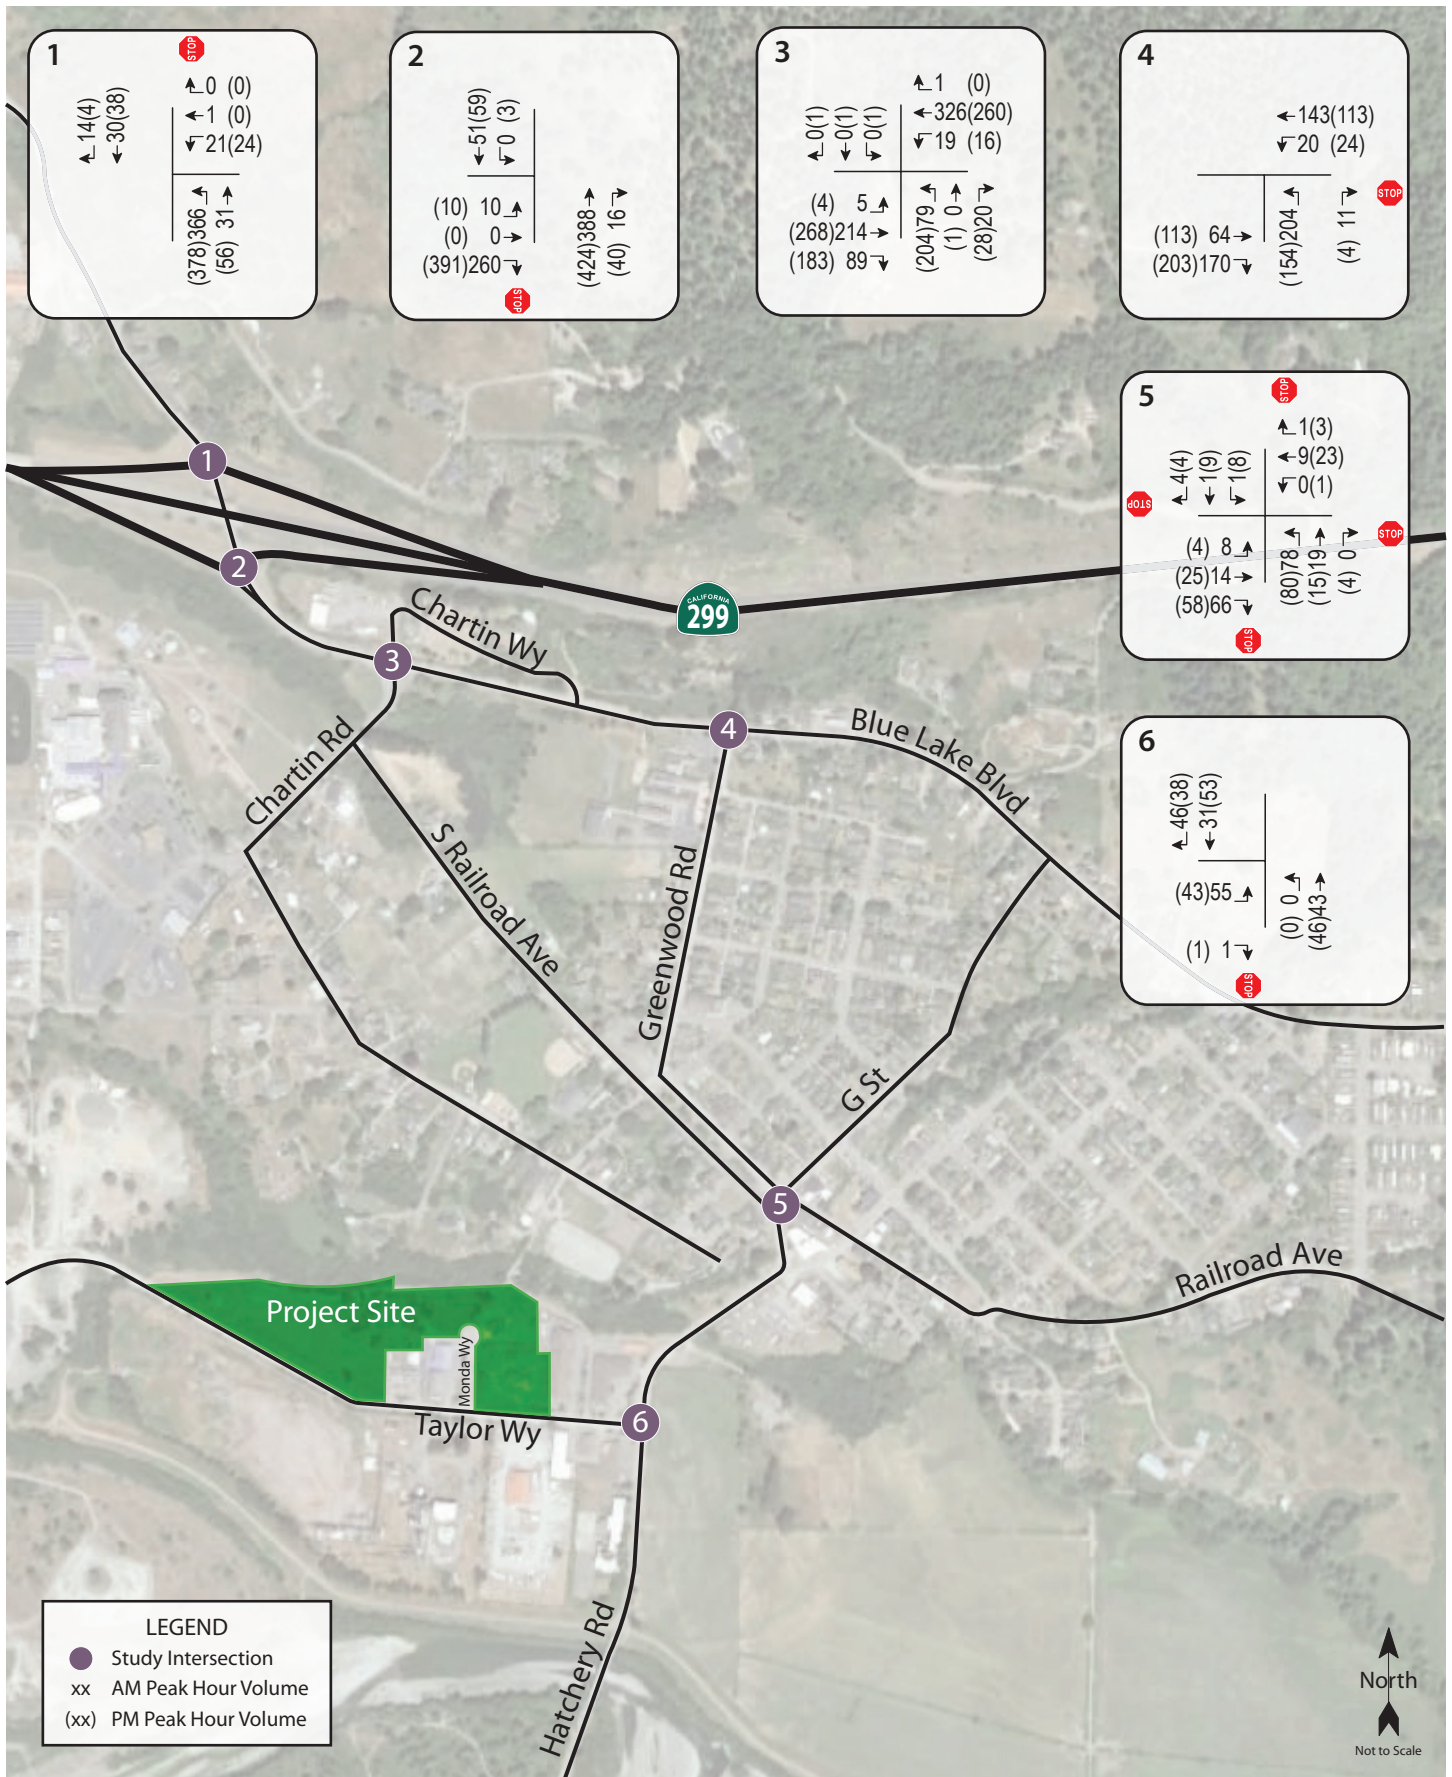 1
STOP
0 (0)
1 (0)
21(24)
14(4)
30(38)
(378)366
(56) 31
2
51(59)
0 (3)
(10) 10
(0) 0
(391)260
(424)388
(40) 16
STOP
3
1 (0)
326(260)
19 (16)
0(1)
0(1)
0(1)
(4) 5
(268)214
(183) 89
(204)79
(1) 0
(28)20
4
143(113)
20 (24)
(113) 64
(203)170
(154)204
(4) 11
STOP
5
STOP
1(3)
9(23)
0(1)
4(4)
1(9)
1(8)
STOP
(4) 8
(25)14
(58)66
(80)78
(15)19
(4) 0
STOP
STOP
6
46(38)
31(53)
(43)55
(1) 1
(0) 0
(46)43
STOP
1
2
CALIFORNIA
299
Chartin Wy
3
4
Blue Lake Blvd
Chartin Rd
S Railroad Ave
Greenwood Rd
G St
5
Railroad Ave
Project Site
Monda Wy
Taylor Wy
6
Hatchery Rd
LEGEND
Study Intersection
xx AM Peak Hour Volume
(xx) PM Peak Hour Volume
North
Not to Scale